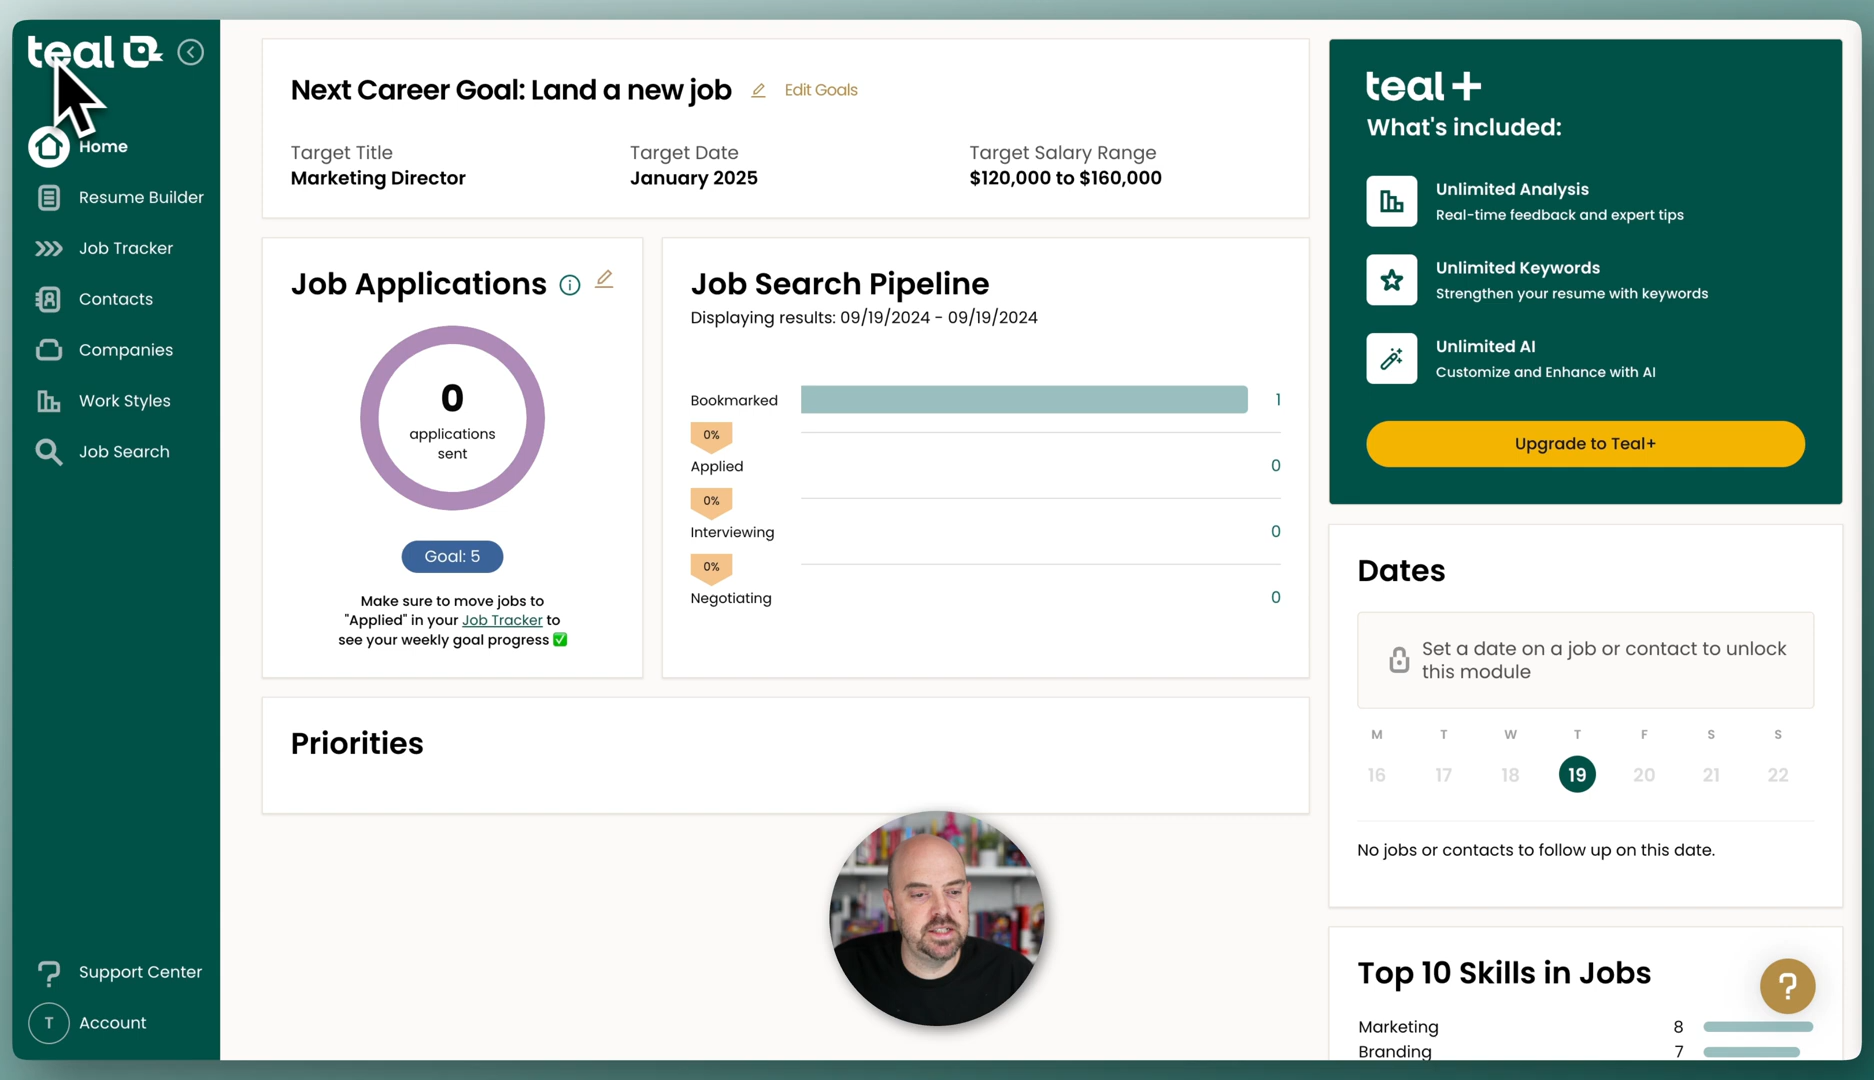 teal
Home
Resume Builder
Job Tracker
Contacts
Companies
Work Styles
Job Search
Support Center
T
Account
Next Career Goal: Land a new job
Edit Goals
Target Title
Marketing Director
Target Date
January 2025
Target Salary Range
$120,000 to $160,000
Job Applications
0
applications
sent
Goal: 5
Make sure to move jobs to
"Applied" in your Job Tracker to
see your weekly goal progress ✅
Job Search Pipeline
Displaying results: 09/19/2024 - 09/19/2024
Bookmarked 1
0%
Applied 0
0%
Interviewing 0
0%
Negotiating 0
Priorities
teal+
What's included:
Unlimited Analysis
Real-time feedback and expert tips
Unlimited Keywords
Strengthen your resume with keywords
Unlimited AI
Customize and Enhance with AI
Upgrade to Teal+
Dates
Set a date on a job or contact to unlock
this module
M T W T F S S
16 17 18 19 20 21 22
No jobs or contacts to follow up on this date.
Top 10 Skills in Jobs
?
Marketing 8
Branding 7